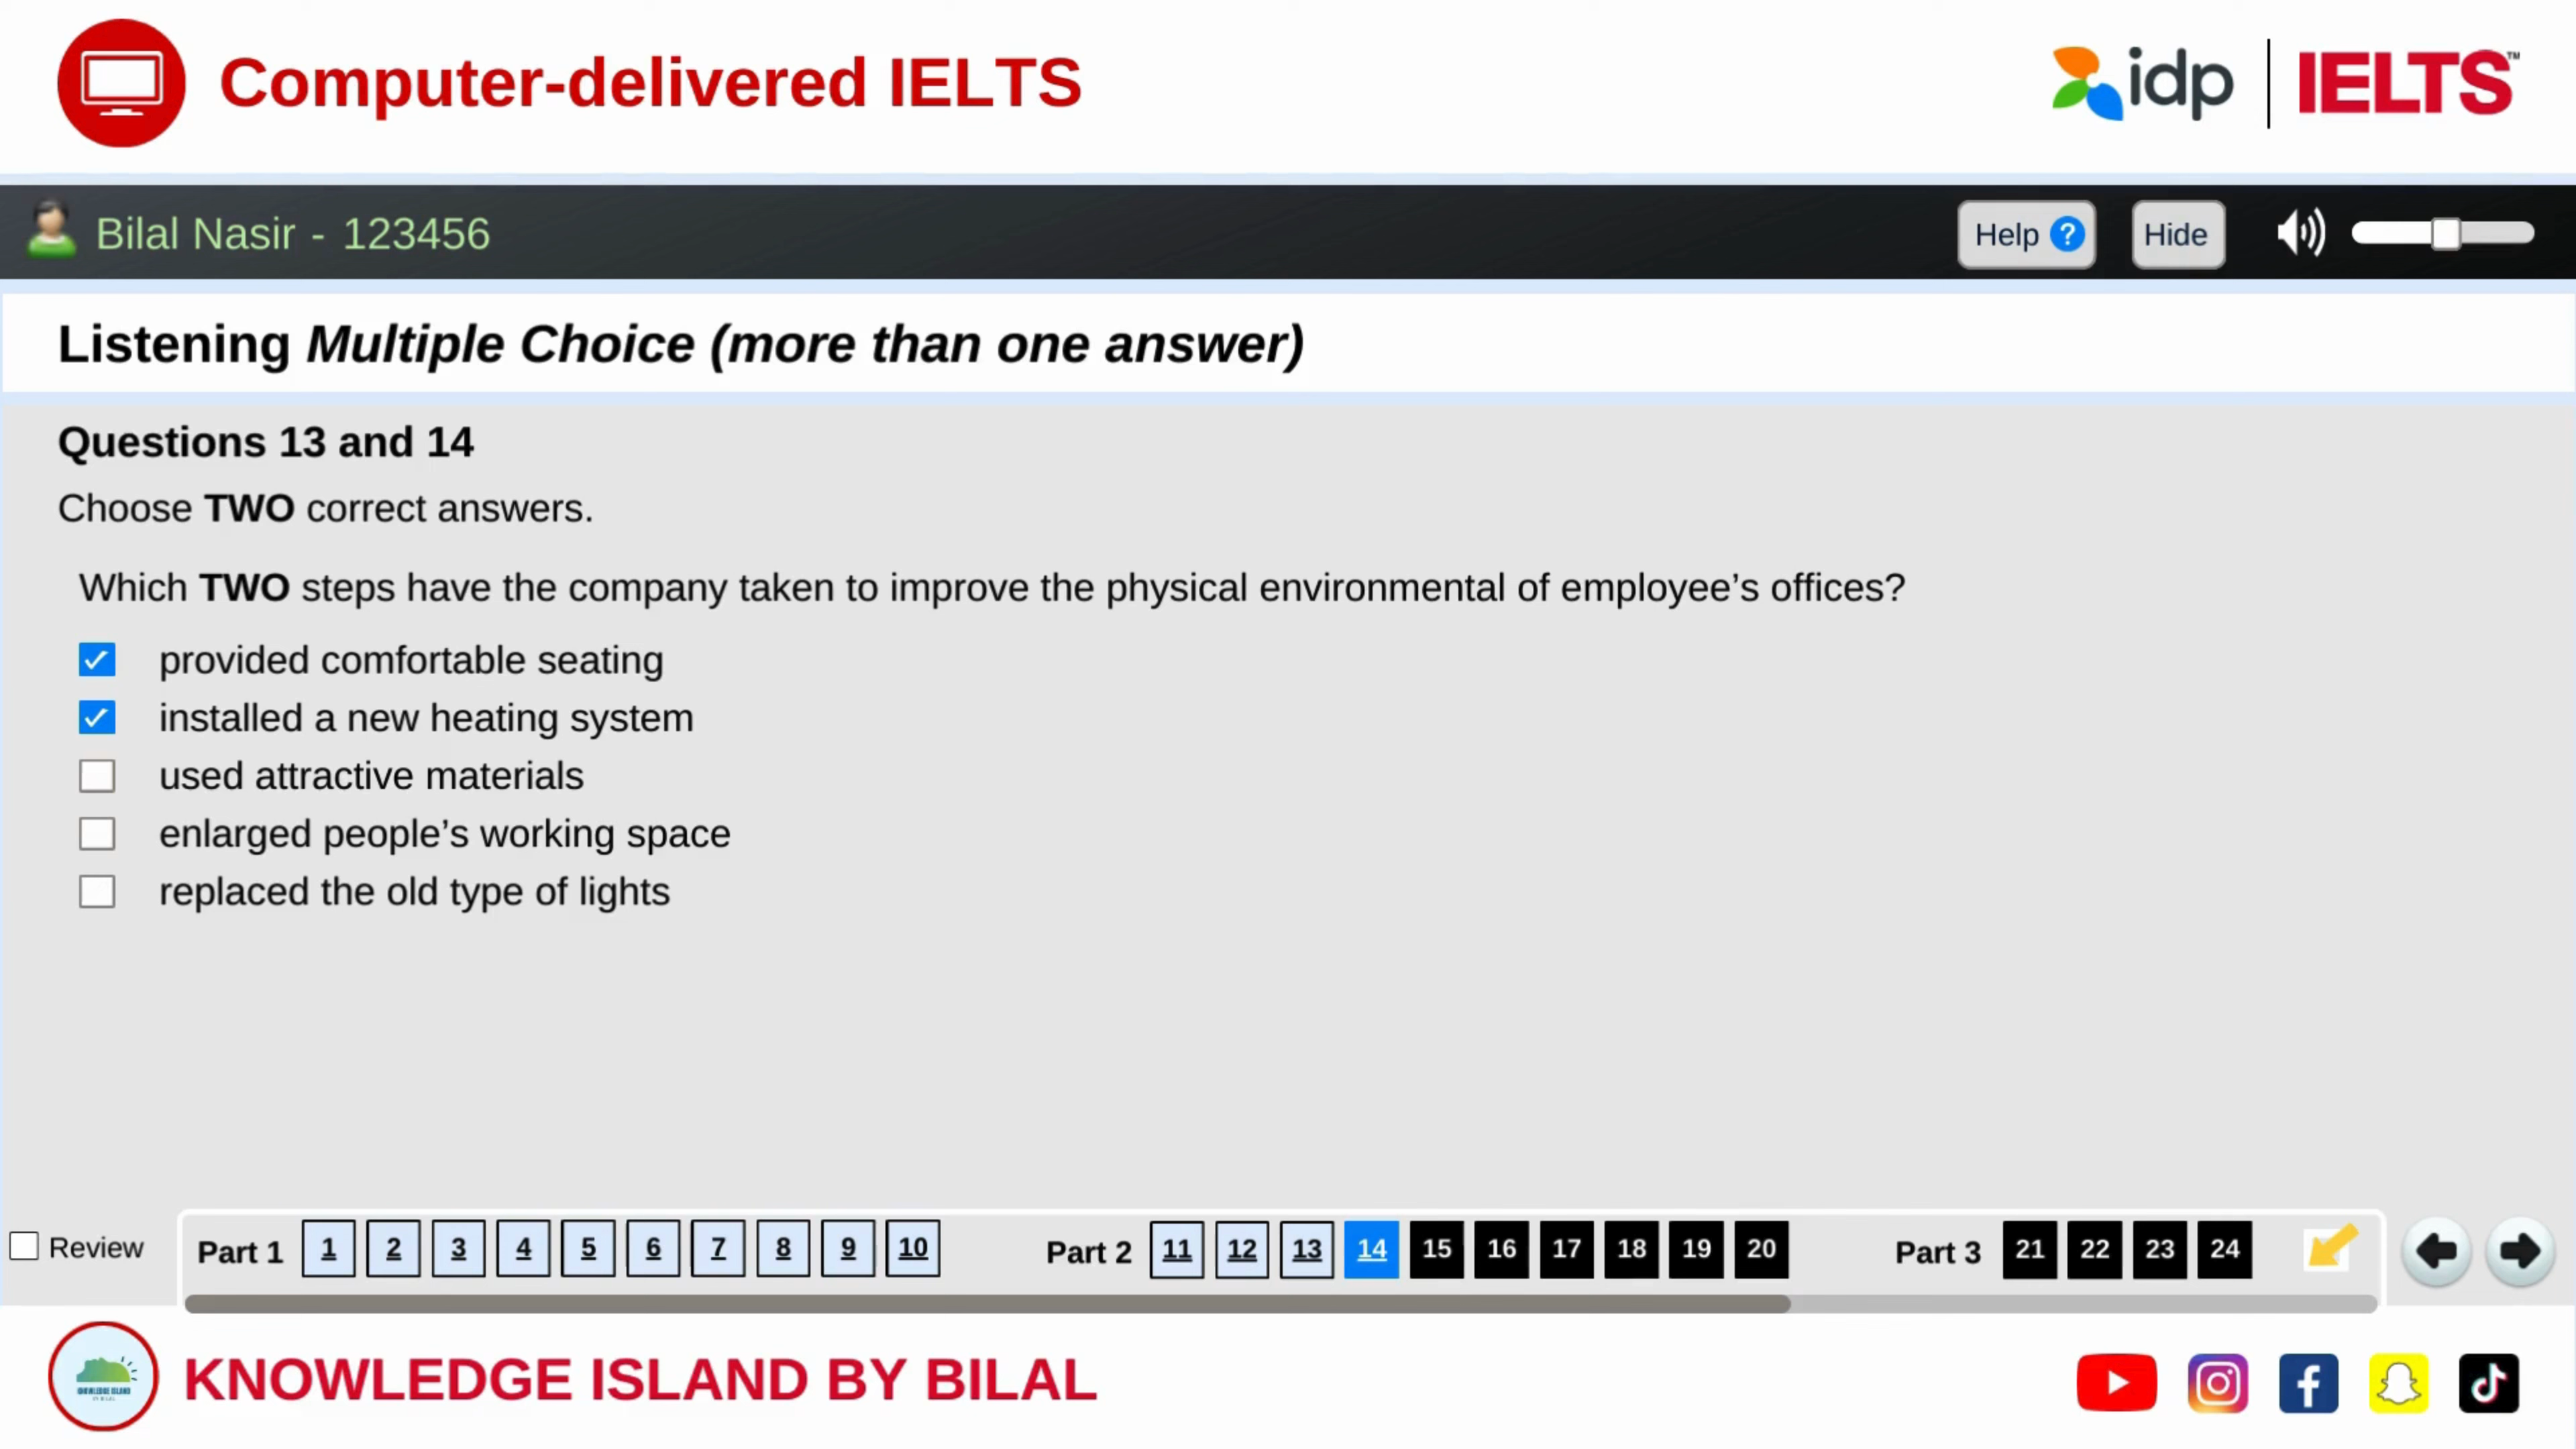 Computer-delivered IELTS
idp | IELTS™
Bilal Nasir - 123456
Help ?
Hide
Listening Multiple Choice (more than one answer)
Questions 13 and 14
Choose TWO correct answers.
Which TWO steps have the company taken to improve the physical environmental of employee’s offices?
provided comfortable seating
installed a new heating system
used attractive materials
enlarged people’s working space
replaced the old type of lights
Review Part 1 1 2 3 4 5 6 7 8 9 10 Part 2 11 12 13 14 15 16 17 18 19 20 Part 3 21 22 23 24
KNOWLEDGE ISLAND
KNOWLEDGE ISLAND BY BILAL